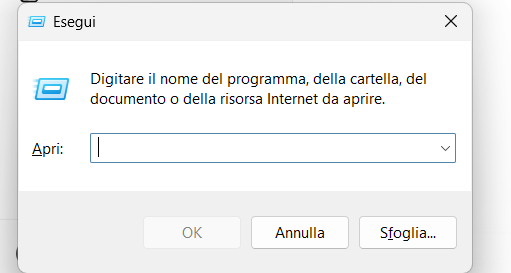 Esegui
Digitare il nome del programma, della cartella, del
documento o della risorsa Internet da aprire.
Apri:
OK Annulla Sfoglia...